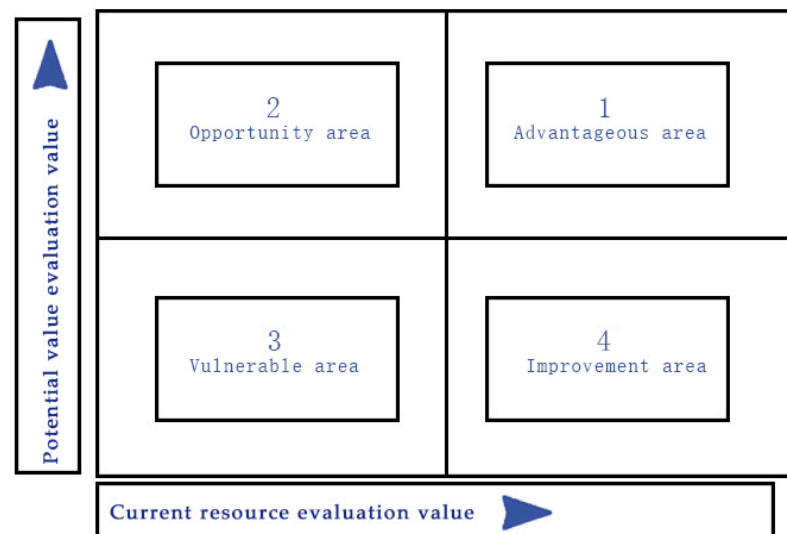 Potential value evaluation value
2
Opportunity area
1
Advantageous area
3
Vulnerable area
4
Improvement area
Current resource evaluation value